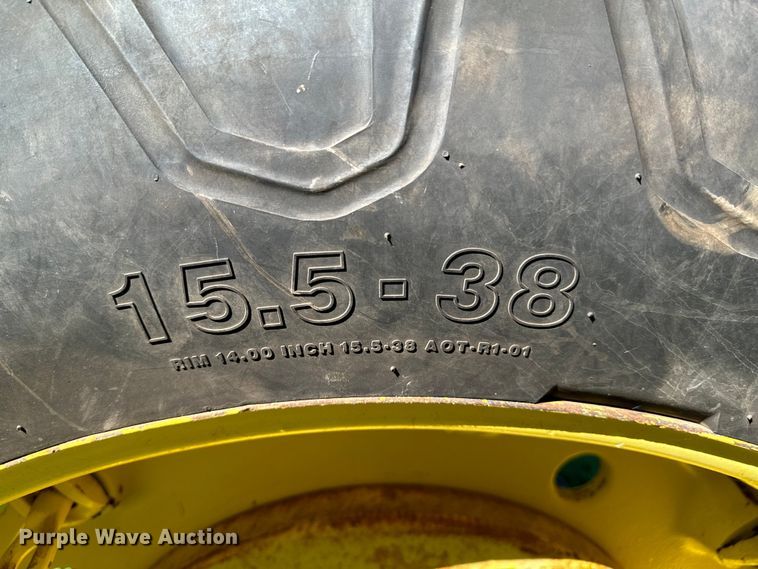 15.5-38
RIM 14.00 INCH 15.5-38 AOT-R1-01
Purple Wave Auction